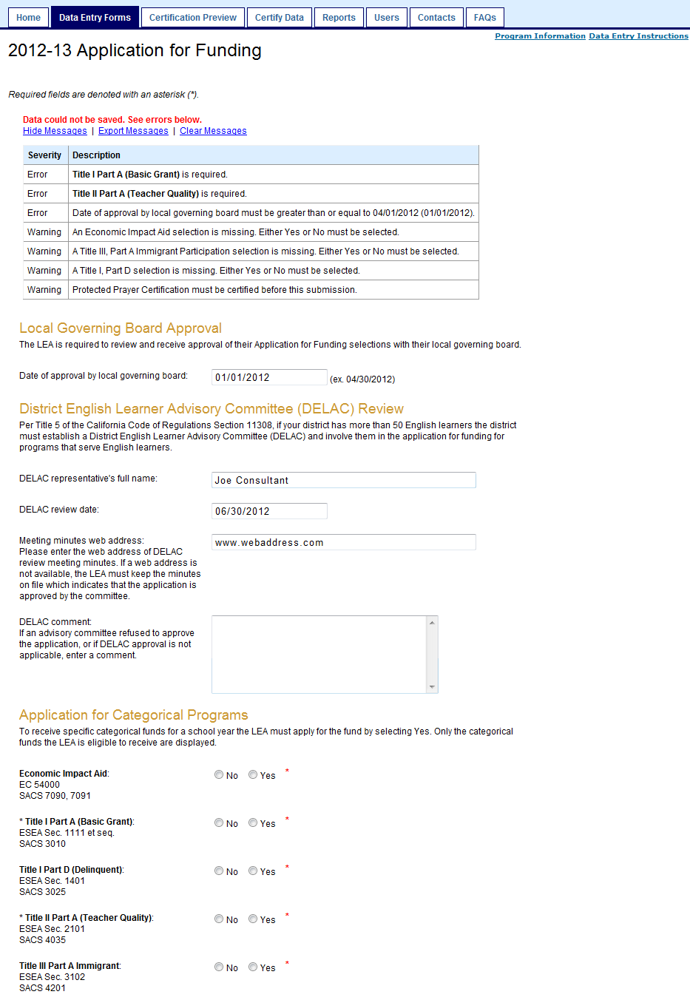 Home Data Entry Forms Certification Preview Certify Data Reports Users Contacts FAQs
Program Information Data Entry Instructions
2012-13 Application for Funding
Required fields are denoted with an asterisk (*).
Data could not be saved. See errors below.
Hide Messages | Export Messages | Clear Messages
Severity Description
Error Title I Part A (Basic Grant) is required.
Error Title II Part A (Teacher Quality) is required.
Error Date of approval by local governing board must be greater than or equal to 04/01/2012 (01/01/2012).
Warning An Economic Impact Aid selection is missing. Either Yes or No must be selected.
Warning A Title III, Part A Immigrant Participation selection is missing. Either Yes or No must be selected.
Warning A Title I, Part D selection is missing. Either Yes or No must be selected.
Warning Protected Prayer Certification must be certified before this submission.
Local Governing Board Approval
The LEA is required to review and receive approval of their Application for Funding selections with their local governing board.
Date of approval by local governing board: 01/01/2012 (ex. 04/30/2012)
District English Learner Advisory Committee (DELAC) Review
Per Title 5 of the California Code of Regulations Section 11308, if your district has more than 50 English learners the district
must establish a District English Learner Advisory Committee (DELAC) and involve them in the application for funding for
programs that serve English learners.
DELAC representative's full name: Joe Consultant
DELAC review date: 06/30/2012
Meeting minutes web address: www.webaddress.com
Please enter the web address of DELAC
review meeting minutes. If a web address is
not available, the LEA must keep the minutes
on file which indicates that the application is
approved by the committee.
DELAC comment:
If an advisory committee refused to approve
the application, or if DELAC approval is not
applicable, enter a comment.
Application for Categorical Programs
To receive specific categorical funds for a school year the LEA must apply for the fund by selecting Yes. Only the categorical
funds the LEA is eligible to receive are displayed.
Economic Impact Aid: No Yes *
EC 54000
SACS 7090, 7091
* Title I Part A (Basic Grant): No Yes *
ESEA Sec. 1111 et seq.
SACS 3010
Title I Part D (Delinquent): No Yes *
ESEA Sec. 1401
SACS 3025
* Title II Part A (Teacher Quality): No Yes *
ESEA Sec. 2101
SACS 4035
Title III Part A Immigrant: No Yes *
ESEA Sec. 3102
SACS 4201